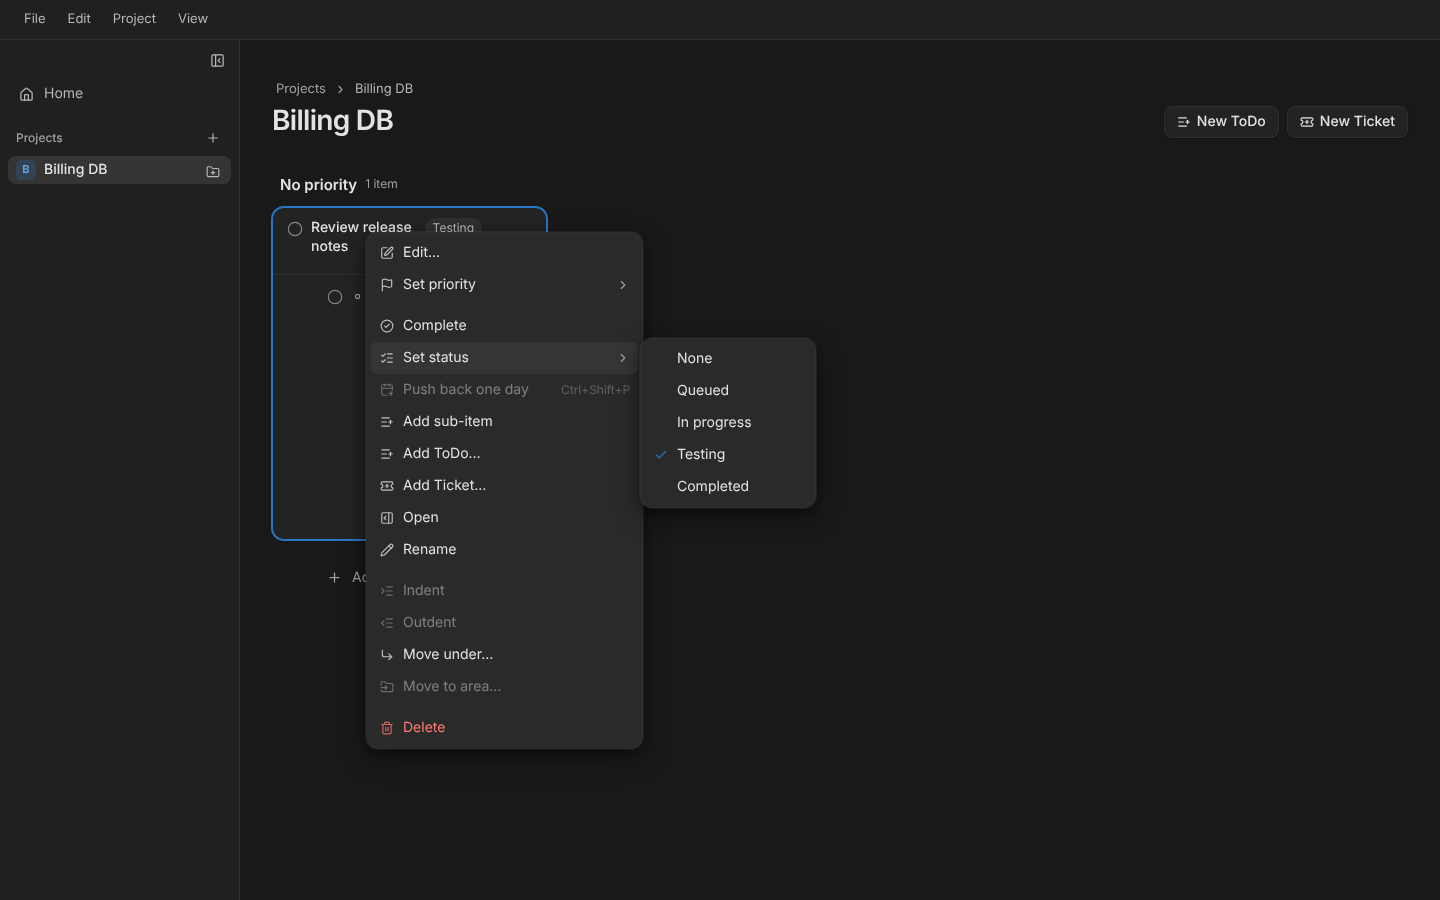 File Edit Project View
Home
Projects
B Billing DB
Projects > Billing DB
Billing DB
New ToDo
New Ticket
No priority 1 item
Review release notes
Testing
Edit...
Set priority
Complete
Set status
Push back one day Ctrl+Shift+P
Add sub-item
Add ToDo...
Add Ticket...
Open
Rename
Indent
Outdent
Move under...
Move to area...
Delete
None
Queued
In progress
Testing
Completed